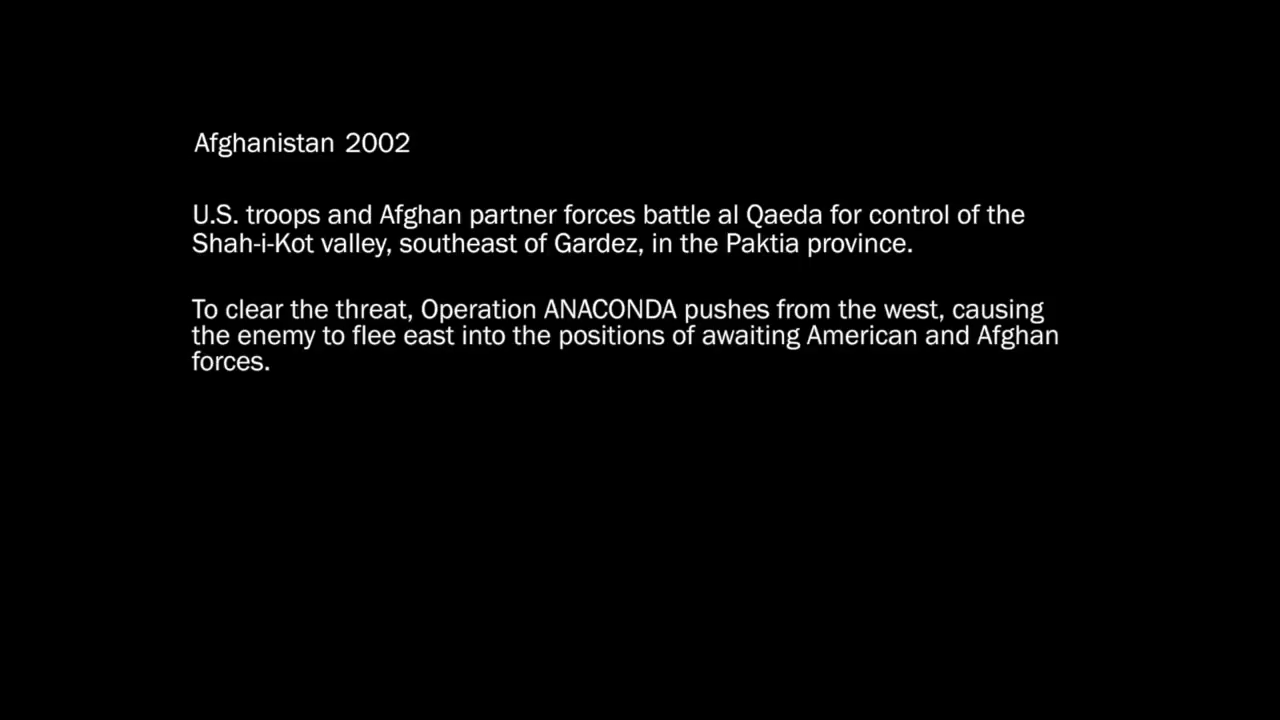 Afghanistan 2002
U.S. troops and Afghan partner forces battle al Qaeda for control of the
Shah-i-Kot valley, southeast of Gardez, in the Paktia province.
To clear the threat, Operation ANACONDA pushes from the west, causing
the enemy to flee east into the positions of awaiting American and Afghan
forces.